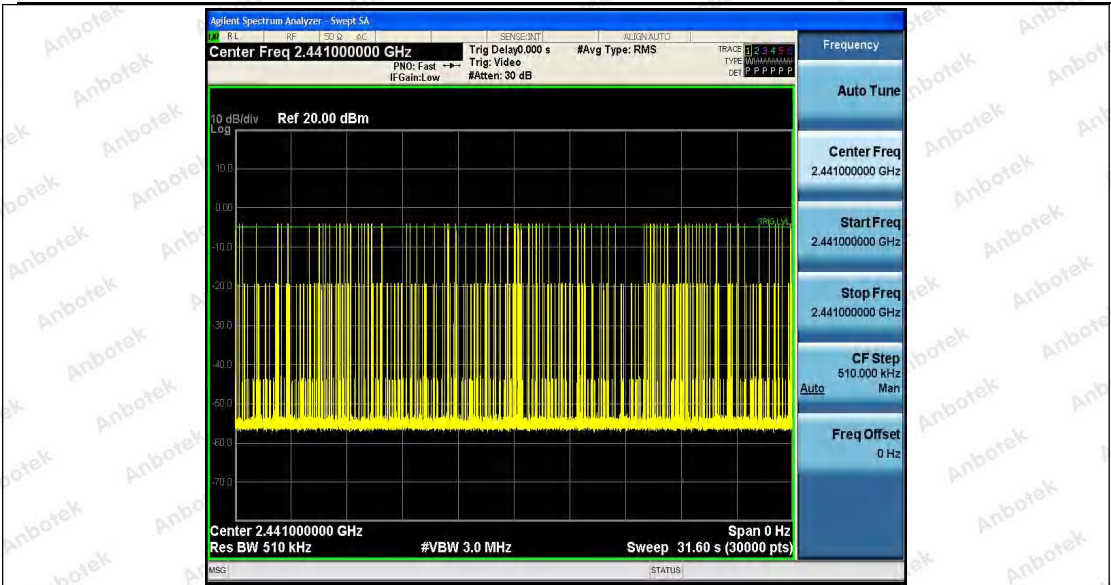 Agilent Spectrum Analyzer - Swept SA
RL RF 50 Ω AC SENSE:INT ALIGNAUTO
Center Freq 2.441000000 GHz
PNO: Fast
IFGain:Low
Trig Delay0.000 s
Trig: Video
#Atten: 30 dB
#Avg Type: RMS
TRACE 1 2 3 4 5 6
TYPE
DET P P P P P P
10 dB/div Ref 20.00 dBm
Log
10.0
0.00
TRIG LVL
-10.0
-20.0
-30.0
-40.0
-50.0
-60.0
-70.0
Center 2.441000000 GHz Span 0 Hz
Res BW 510 kHz #VBW 3.0 MHz Sweep 31.60 s (30000 pts)
MSG STATUS
Frequency
Auto Tune
Center Freq
2.441000000 GHz
Start Freq
2.441000000 GHz
Stop Freq
2.441000000 GHz
CF Step
510.000 kHz
Auto Man
Freq Offset
0 Hz
Anbotek